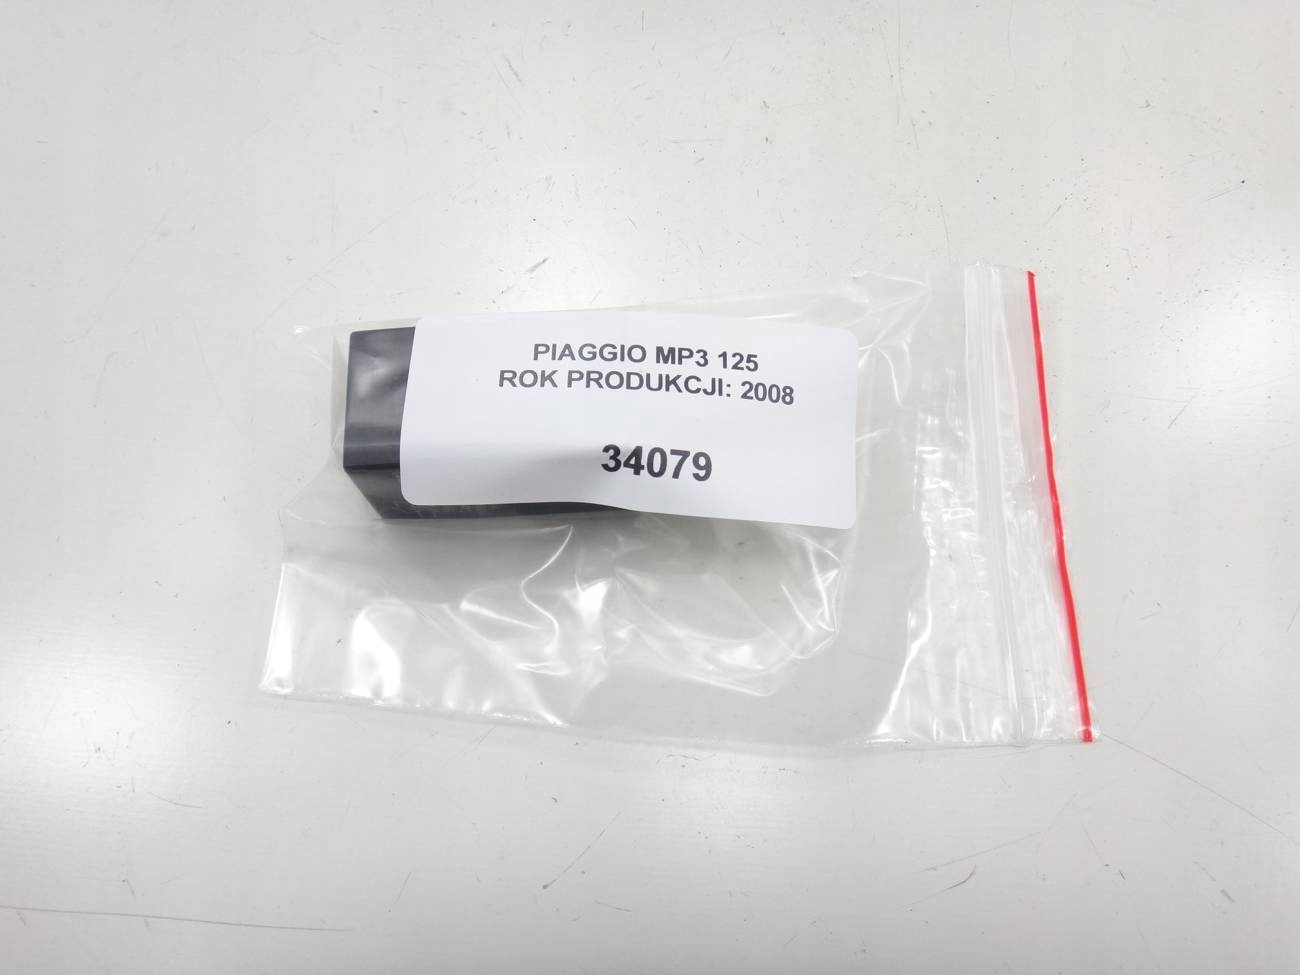 PIAGGIO MP3 125
ROK PRODUKCJI: 2008
34079